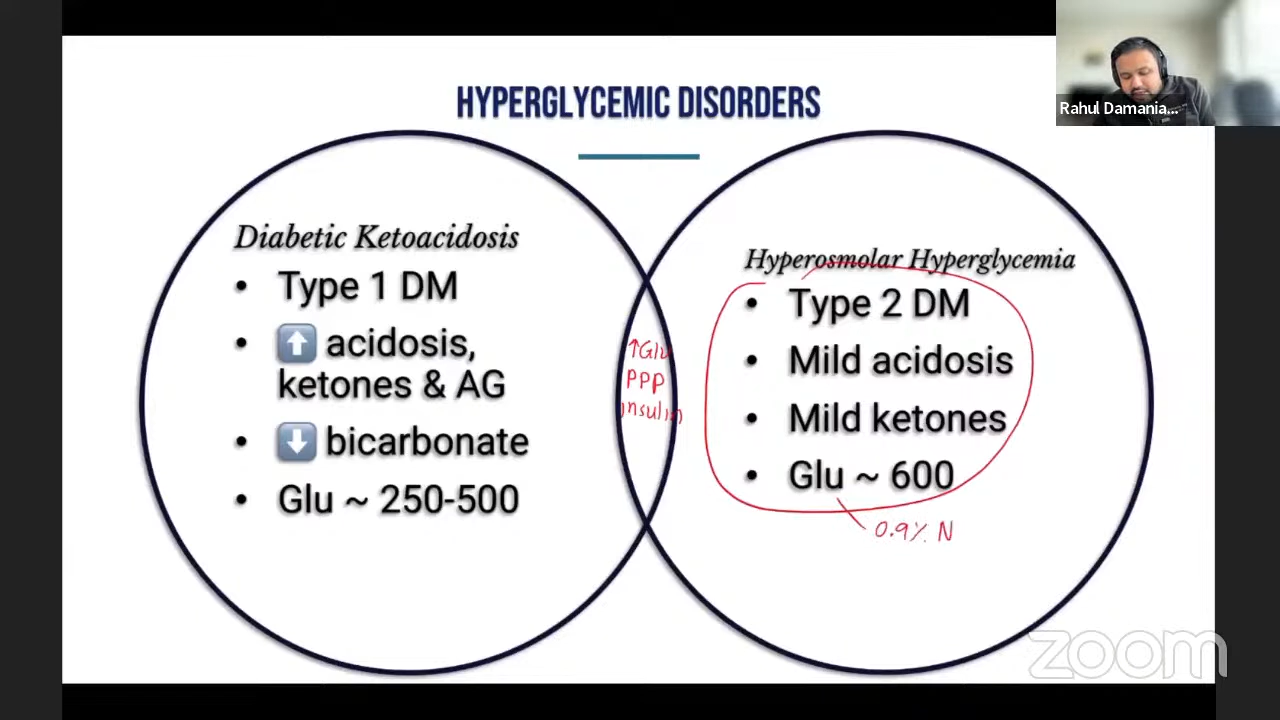 HYPERGLYCEMIC DISORDERS
Rahul Damania...
Diabetic Ketoacidosis
• Type 1 DM
• ⬆️ acidosis,
ketones & AG
• ⬇️ bicarbonate
• Glu ~ 250-500
↑Glu
PPP
insulin
Hyperosmolar Hyperglycemia
• Type 2 DM
• Mild acidosis
• Mild ketones
• Glu ~ 600
0.9% N
zoom